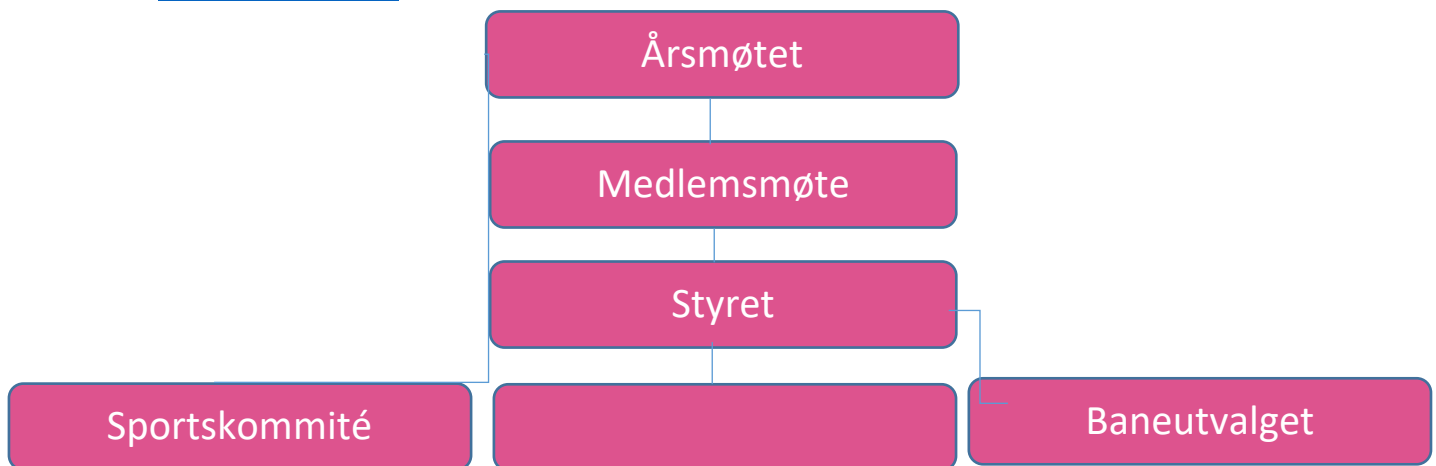 Årsmøtet
Medlemsmøte
Styret
Sportskommité
Baneutvalget